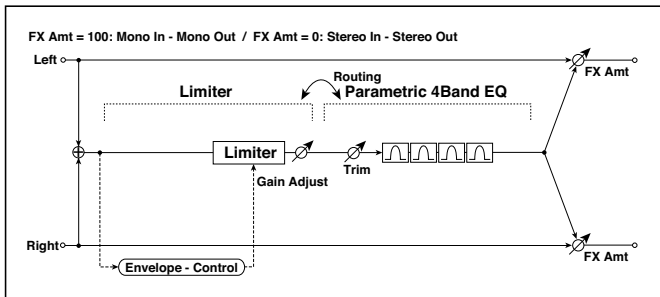 FX Amt = 100: Mono In - Mono Out / FX Amt = 0: Stereo In - Stereo Out
Left
FX Amt
Routing
Limiter
Parametric 4Band EQ
Limiter
Gain Adjust
Trim
Right
FX Amt
Envelope - Control